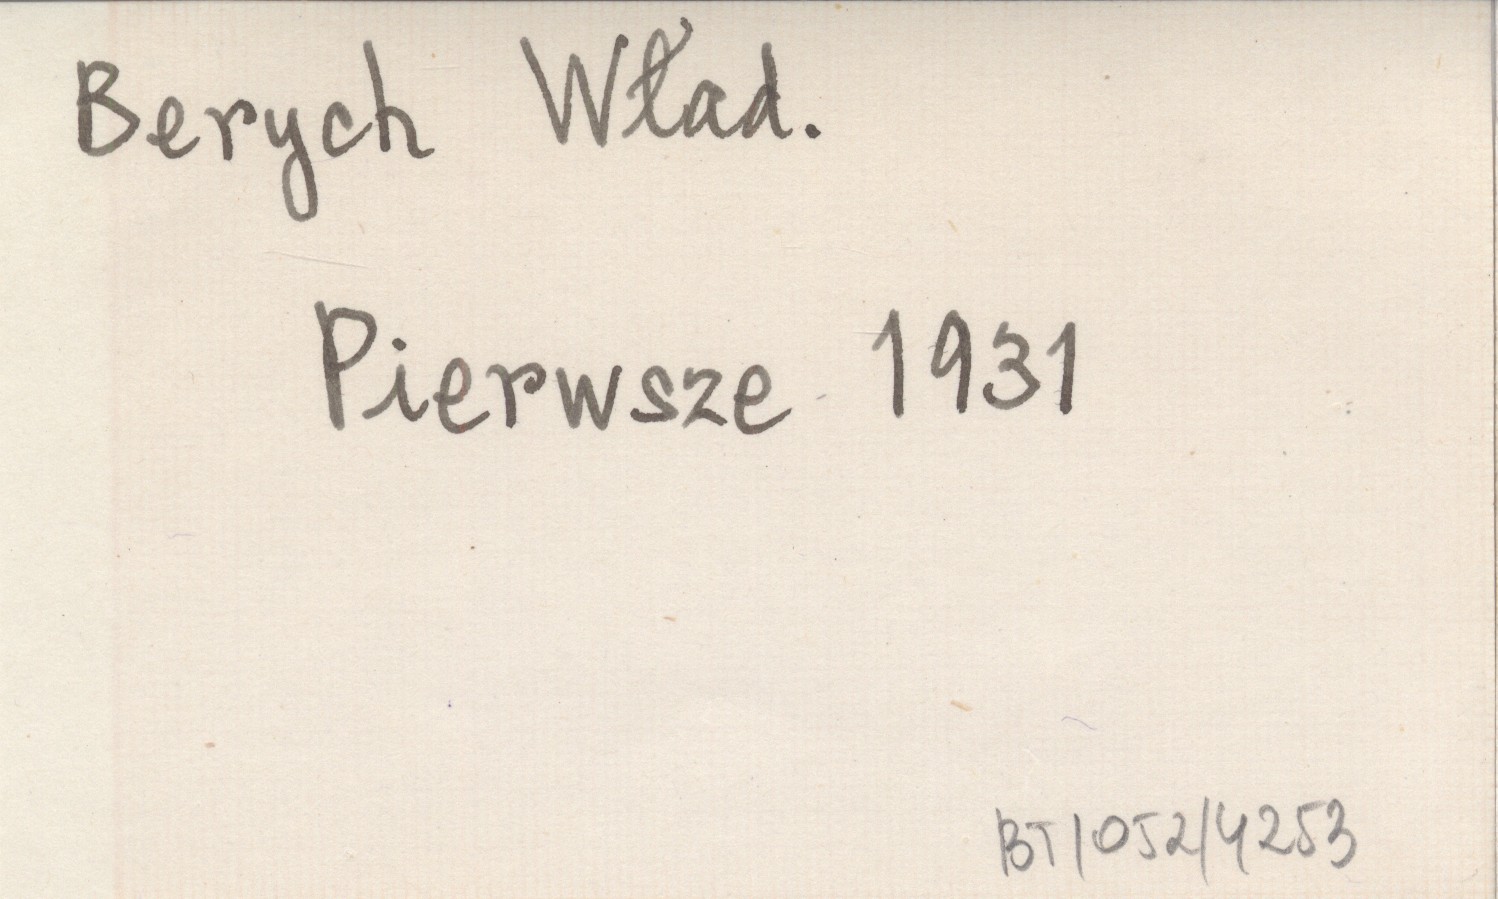 Berych Wład.
Pierwsze 1931
BT/052/4253